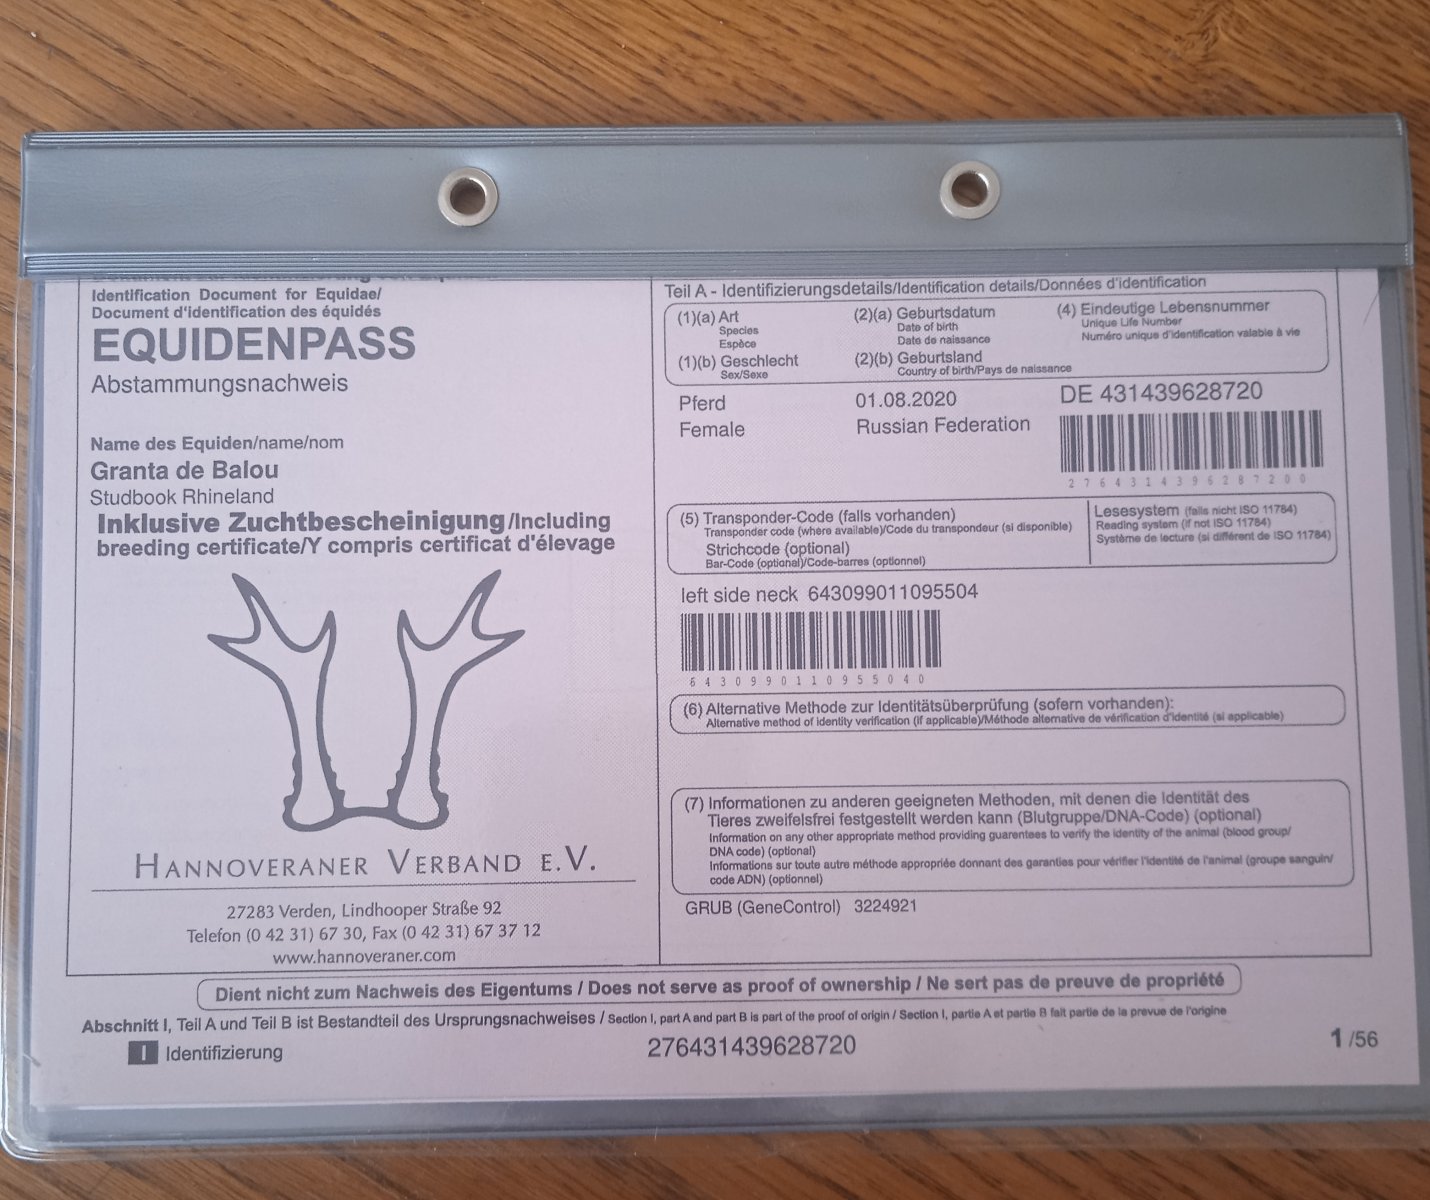 Identification Document for Equidae/
Document d'identification des équidés
EQUIDENPASS
Abstammungsnachweis
Name des Equiden/name/nom
Granta de Balou
Studbook Rhineland
Inklusive Zuchtbescheinigung/Including
breeding certificate/Y compris certificat d'élevage
HANNOVERANER VERBAND E.V.
27283 Verden, Lindhooper Straße 92
Telefon (0 42 31) 67 30, Fax (0 42 31) 67 37 12
www.hannoveraner.com
Teil A - Identifizierungsdetails/Identification details/Données d'identification
(1)(a) Art
Species
Espèce
(1)(b) Geschlecht
Sex/Sexe
(2)(a) Geburtsdatum
Date of birth
Date de naissance
(2)(b) Geburtsland
Country of birth/Pays de naissance
(4) Eindeutige Lebensnummer
Unique Life Number
Numéro unique d'identification valable à vie
Pferd
Female
01.08.2020
Russian Federation
DE 431439628720
2764314396287200
(5) Transponder-Code (falls vorhanden)
Transponder code (where available)/Code du transpondeur (si disponible)
Strichcode (optional)
Bar-Code (optional)/Code-barres (optionnel)
Lesesystem (falls nicht ISO 11784)
Reading system (if not ISO 11784)
Système de lecture (si différent de ISO 11784)
left side neck 643099011095504
6430990110955040
(6) Alternative Methode zur Identitätsüberprüfung (sofern vorhanden):
Alternative method of identity verification (if applicable)/Méthode alternative de vérification d'identité (si applicable)
(7) Informationen zu anderen geeigneten Methoden, mit denen die Identität des
Tieres zweifelsfrei festgestellt werden kann (Blutgruppe/DNA-Code) (optional)
Information on any other appropriate method providing guarentees to verify the identity of the animal (blood group/
DNA code) (optional)
Informations sur toute autre méthode appropriée donnant des garanties pour vérifier l'identité de l'animal (groupe sanguin/
code ADN) (optionnel)
GRUB (GeneControl) 3224921
Dient nicht zum Nachweis des Eigentums / Does not serve as proof of ownership / Ne sert pas de preuve de propriété
Abschnitt I, Teil A und Teil B ist Bestandteil des Ursprungsnachweises / Section I, part A and part B is part of the proof of origin / Section I, partie A et partie B fait partie de la prevue de l'origine
I Identifizierung
276431439628720
1/56